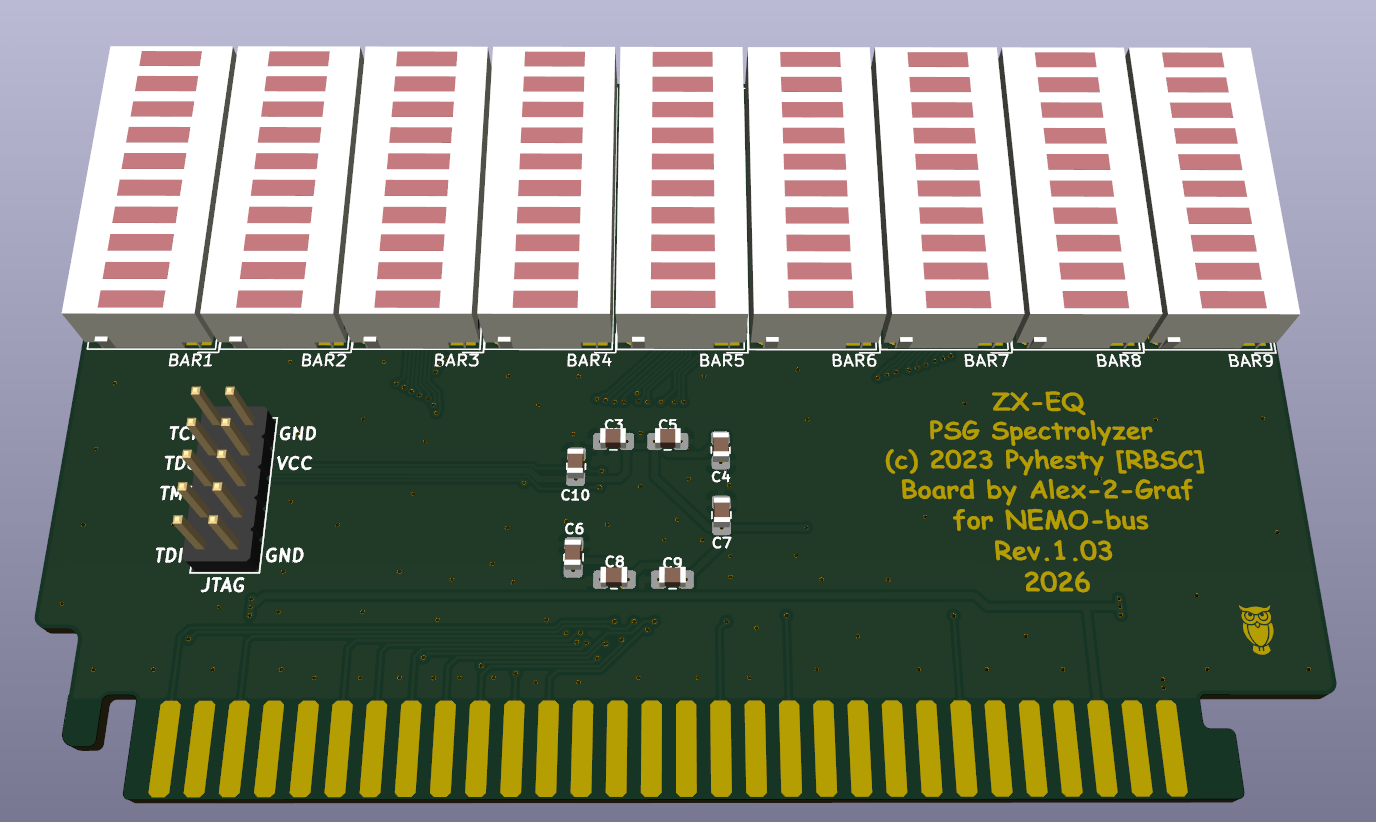 BAR1 BAR2 BAR3 BAR4 BAR5 BAR6 BAR7 BAR8 BAR9
GND
VCC
TDI GND
JTAG
C3 C5
C4
C10
C6
C7
C8 C9
ZX-EQ
PSG Spectrolyzer
(c) 2023 Pyhesty [RBSC]
Board by Alex-2-Graf
for NEMO-bus
Rev.1.03
2026